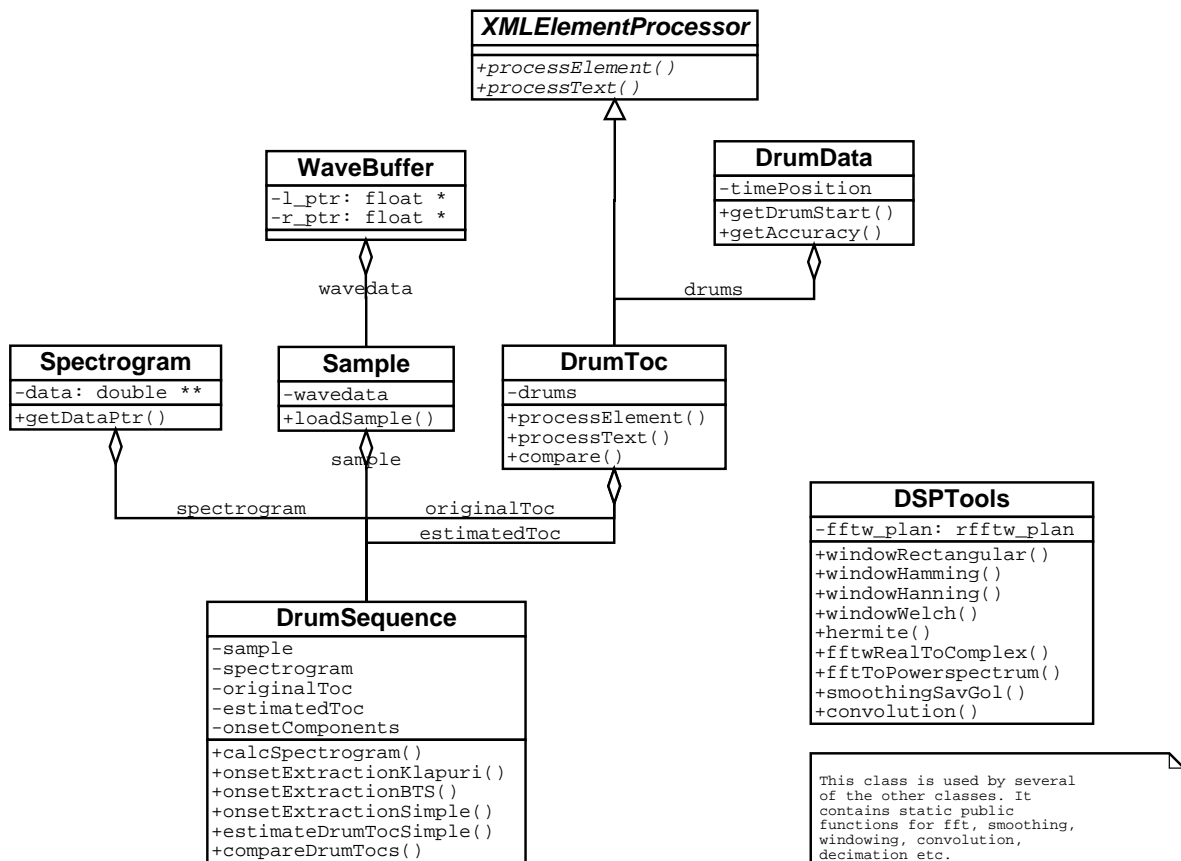 XMLElementProcessor
+processElement()
+processText()
WaveBuffer
-l_ptr: float *
-r_ptr: float *
DrumData
-timePosition
+getDrumStart()
+getAccuracy()
wavedata
drums
Spectrogram
-data: double **
+getDataPtr()
Sample
-wavedata
+loadSample()
DrumToc
-drums
+processElement()
+processText()
+compare()
sample
spectrogram
originalToc
estimatedToc
DrumSequence
-sample
-spectrogram
-originalToc
-estimatedToc
-onsetComponents
+calcSpectrogram()
+onsetExtractionKlapuri()
+onsetExtractionBTS()
+onsetExtractionSimple()
+estimateDrumTocSimple()
+compareDrumTocs()
DSPTools
-fftw_plan: rfftw_plan
+windowRectangular()
+windowHamming()
+windowHanning()
+windowWelch()
+hermite()
+fftwRealToComplex()
+fftToPowerspectrum()
+smoothingSavGol()
+convolution()
This class is used by several
of the other classes. It
contains static public
functions for fft, smoothing,
windowing, convolution,
decimation etc.